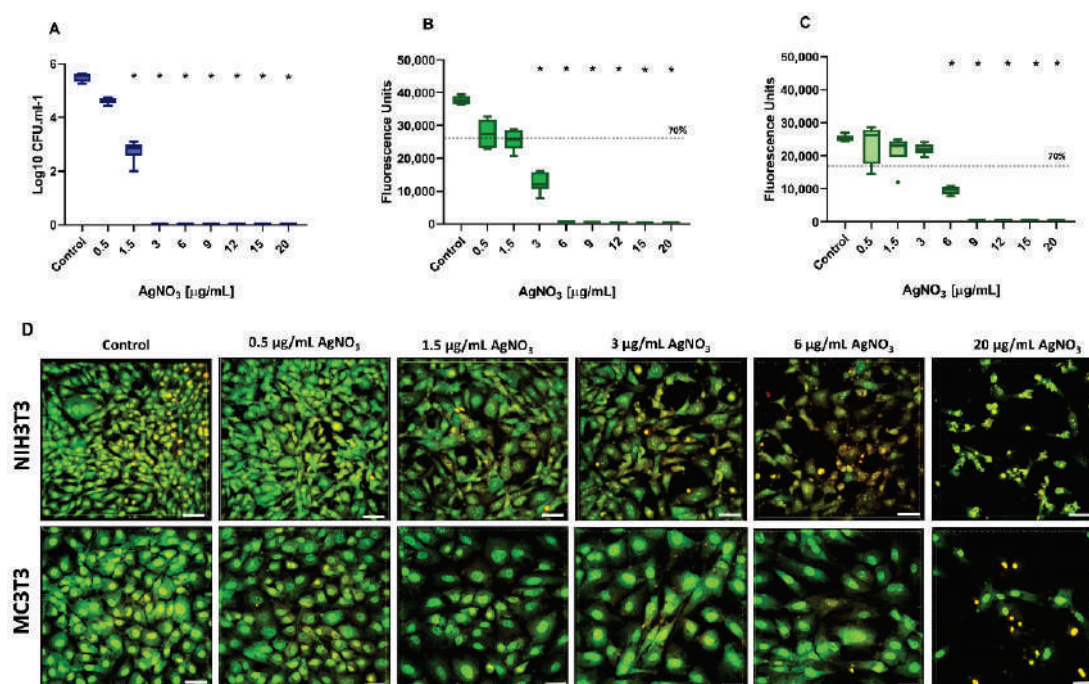 A
Log10 CFU.ml-1
6
4
2
0
* * * * * * *
Control 0.5 1.5 3 6 9 12 15 20
AgNO₃ [µg/mL]
B
Fluorescence Units
50,000
40,000
30,000
20,000
10,000
0
* * * * * *
70%
Control 0.5 1.5 3 6 9 12 15 20
AgNO₃ [µg/mL]
C
Fluorescence Units
50,000
40,000
30,000
20,000
10,000
0
* * * * *
70%
Control 0.5 1.5 3 6 9 12 15 20
AgNO₃ [µg/mL]
D
Control 0.5 µg/mL AgNO₃ 1.5 µg/mL AgNO₃ 3 µg/mL AgNO₃ 6 µg/mL AgNO₃ 20 µg/mL AgNO₃
NIH3T3
MC3T3